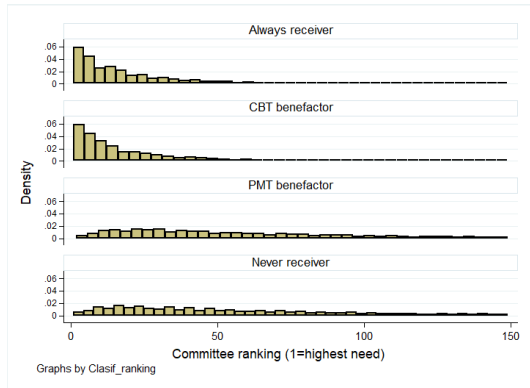 Always receiver
.06
.04
.02
0
CBT benefactor
.06
.04
.02
0
PMT benefactor
.06
.04
.02
0
Never receiver
.06
.04
.02
0
Density
0 50 100 150
Committee ranking (1=highest need)
Graphs by Clasif_ranking